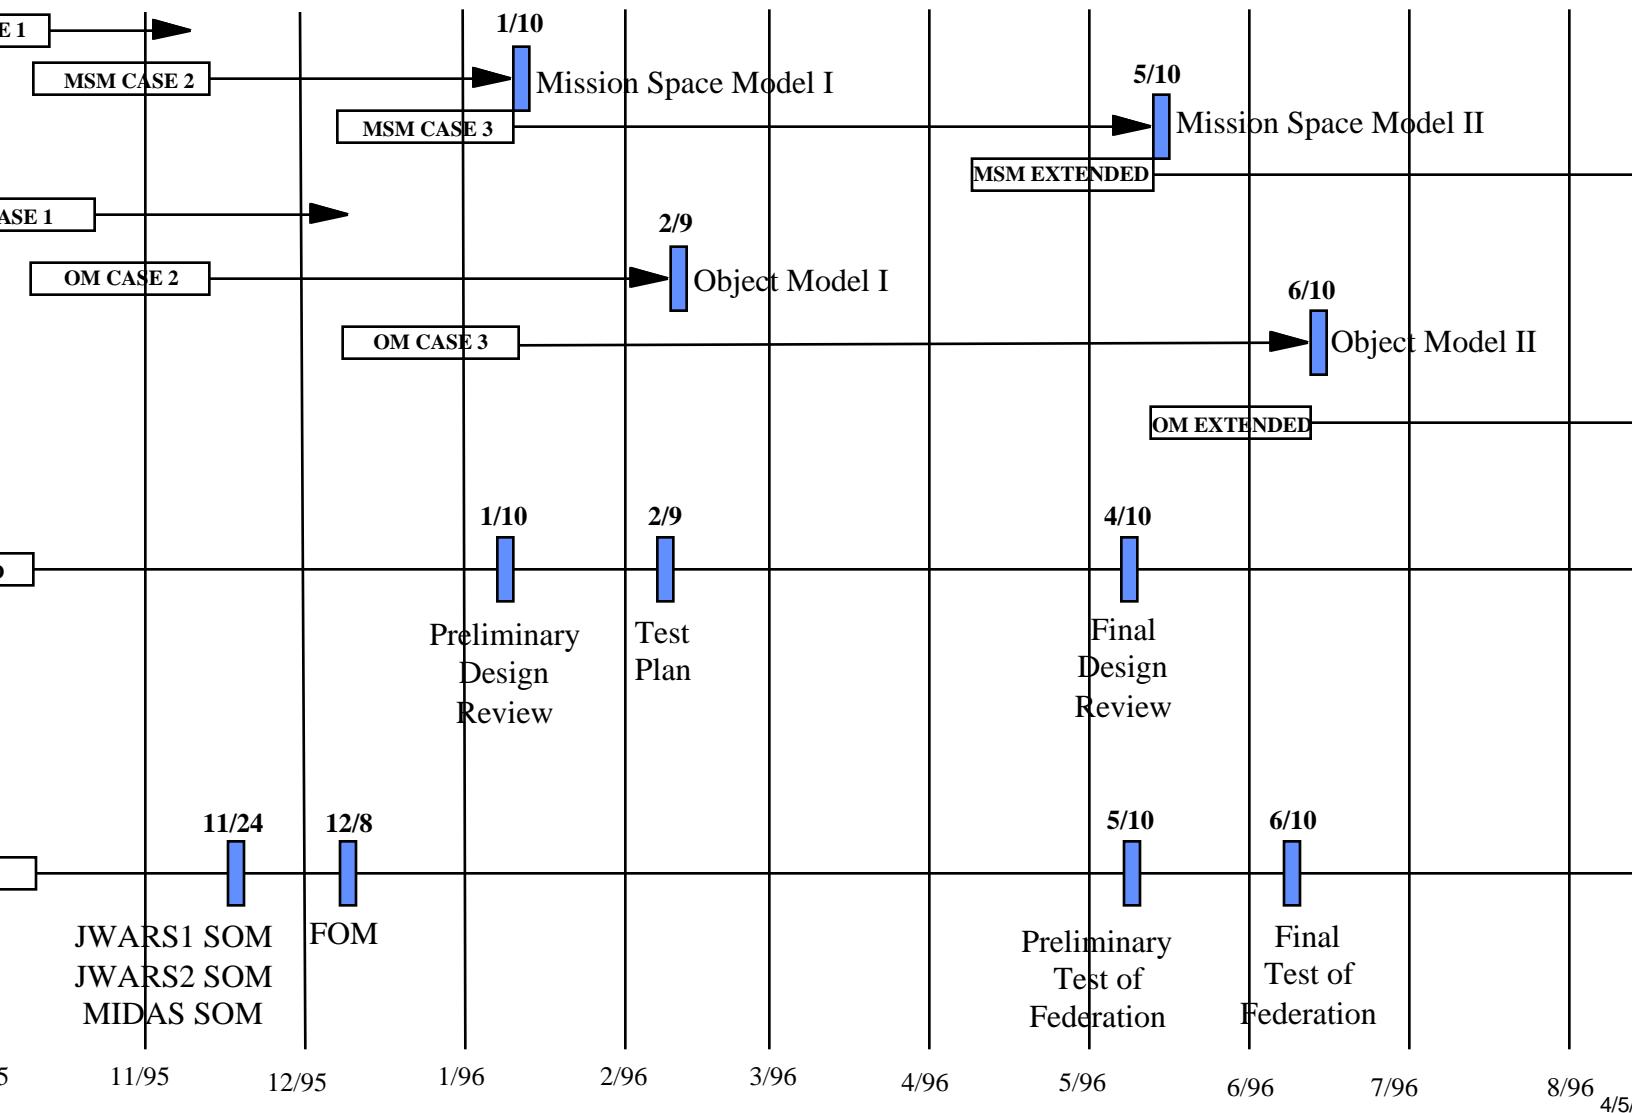 E 1
1/10
MSM CASE 2
Mission Space Model I
5/10
MSM CASE 3
Mission Space Model II
MSM EXTENDED
ASE 1
2/9
OM CASE 2
Object Model I
6/10
OM CASE 3
Object Model II
OM EXTENDED
1/10
2/9
4/10
Preliminary
Design
Review
Test
Plan
Final
Design
Review
11/24
12/8
5/10
6/10
JWARS1 SOM
JWARS2 SOM
MIDAS SOM
FOM
Preliminary
Test of
Federation
Final
Test of
Federation
5
11/95
12/95
1/96
2/96
3/96
4/96
5/96
6/96
7/96
8/96
4/5/